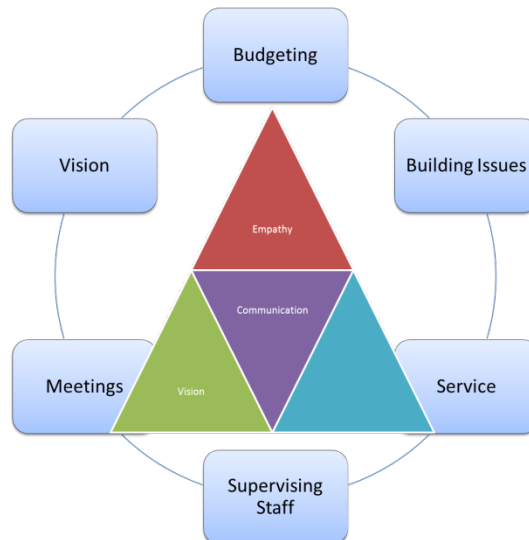 Budgeting
Vision
Building Issues
Empathy
Communication
Meetings
Vision
Service
Supervising
Staff